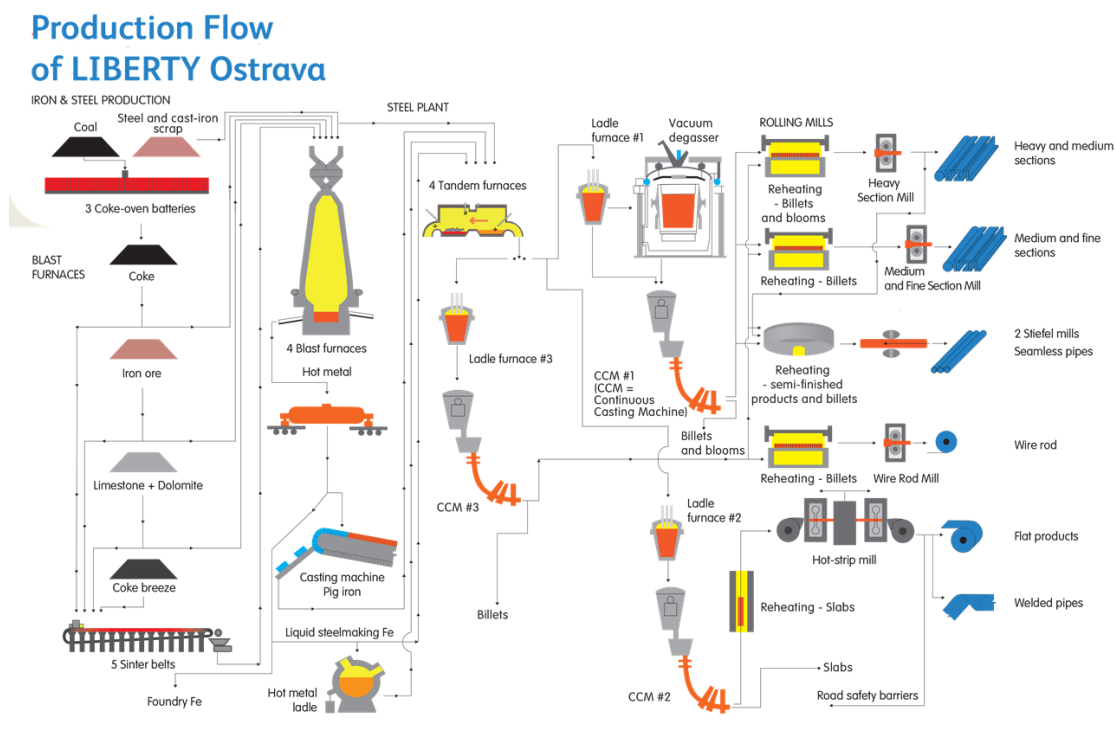 Production Flow
of LIBERTY Ostrava
IRON & STEEL PRODUCTION
Coal
Steel and cast-iron
scrap
3 Coke-oven batteries
BLAST
FURNACES
Coke
Iron ore
Limestone + Dolomite
Coke breeze
5 Sinter belts
Foundry Fe
4 Blast furnaces
Hot metal
Casting machine
Pig iron
Liquid steelmaking Fe
Hot metal
ladle
STEEL PLANT
4 Tandem furnaces
Ladle furnace #3
CCM #3
Billets
Ladle
furnace #1
Vacuum
degasser
CCM #1
(CCM =
Continuous
Casting Machine)
Billets
and blooms
Ladle
furnace #2
CCM #2
Slabs
Road safety barriers
ROLLING MILLS
Reheating
- Billets
and blooms
Heavy
Section Mill
Heavy and medium
sections
Reheating - Billets
Medium
and Fine Section Mill
Medium and fine
sections
Reheating
- semi-finished
products and billets
2 Stiefel mills
Seamless pipes
Reheating - Billets
Wire Rod Mill
Wire rod
Hot-strip mill
Flat products
Reheating - Slabs
Welded pipes